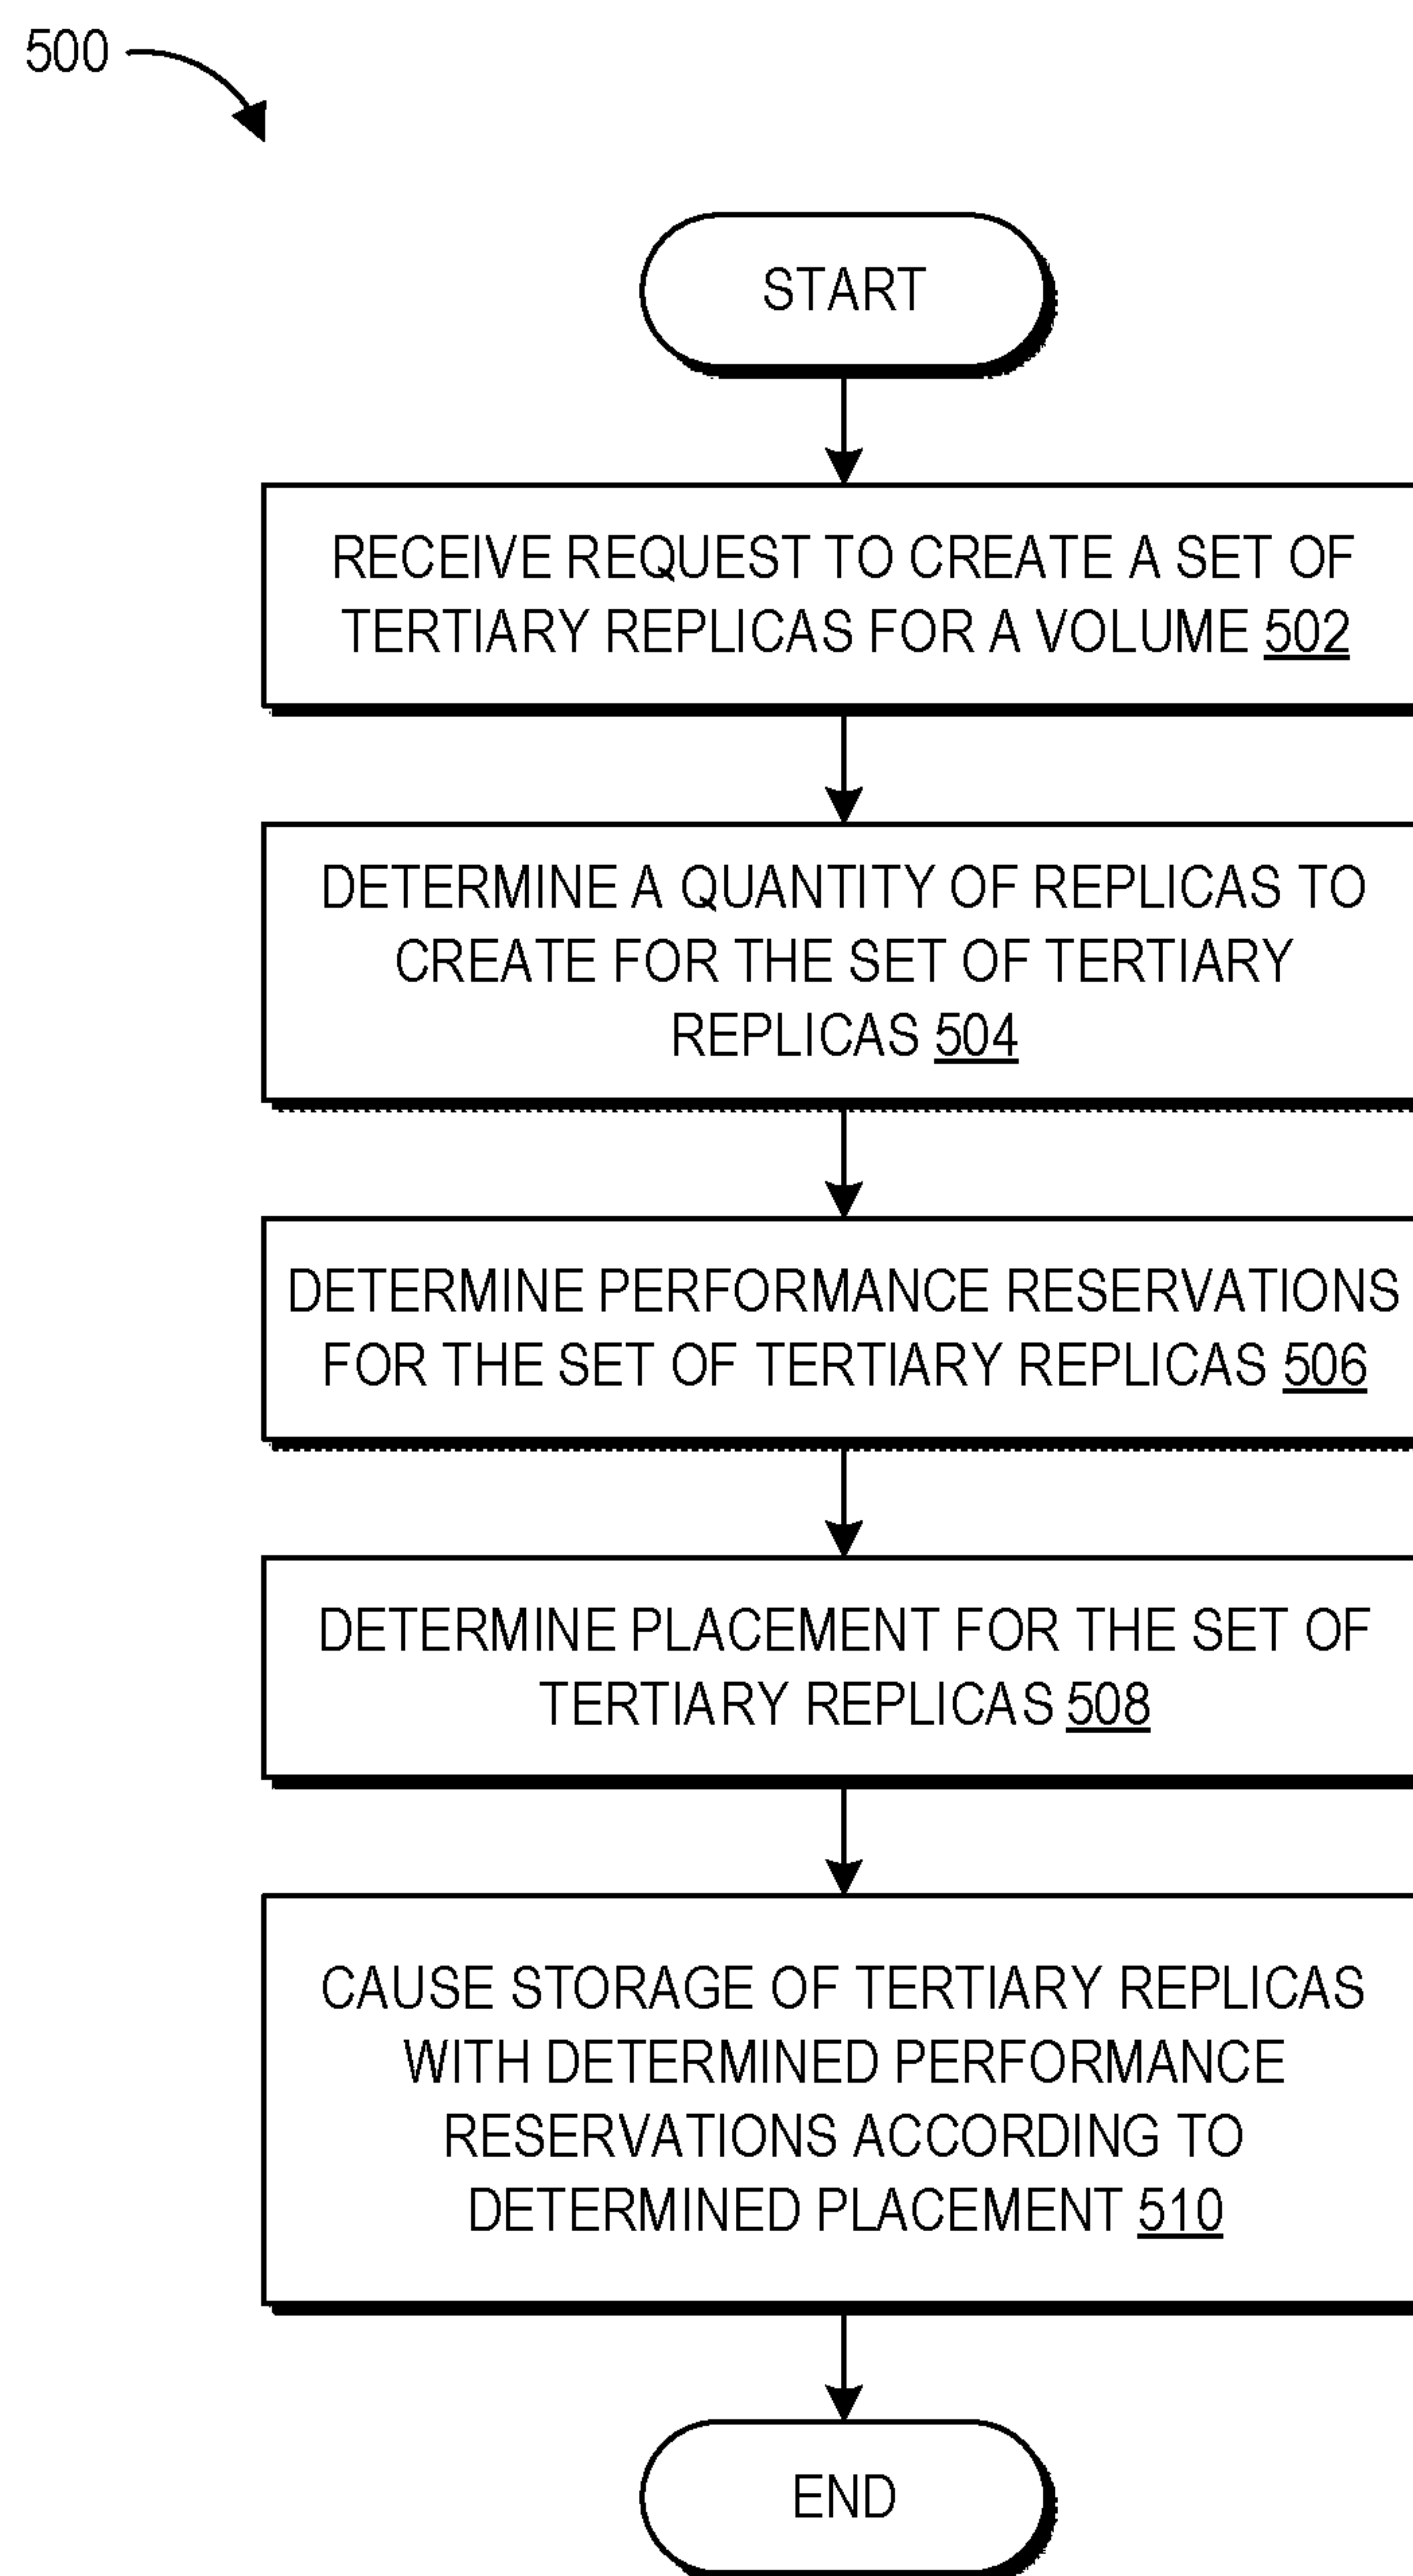 500
START
RECEIVE REQUEST TO CREATE A SET OF
TERTIARY REPLICAS FOR A VOLUME 502
DETERMINE A QUANTITY OF REPLICAS TO
CREATE FOR THE SET OF TERTIARY
REPLICAS 504
DETERMINE PERFORMANCE RESERVATIONS
FOR THE SET OF TERTIARY REPLICAS 506
DETERMINE PLACEMENT FOR THE SET OF
TERTIARY REPLICAS 508
CAUSE STORAGE OF TERTIARY REPLICAS
WITH DETERMINED PERFORMANCE
RESERVATIONS ACCORDING TO
DETERMINED PLACEMENT 510
END